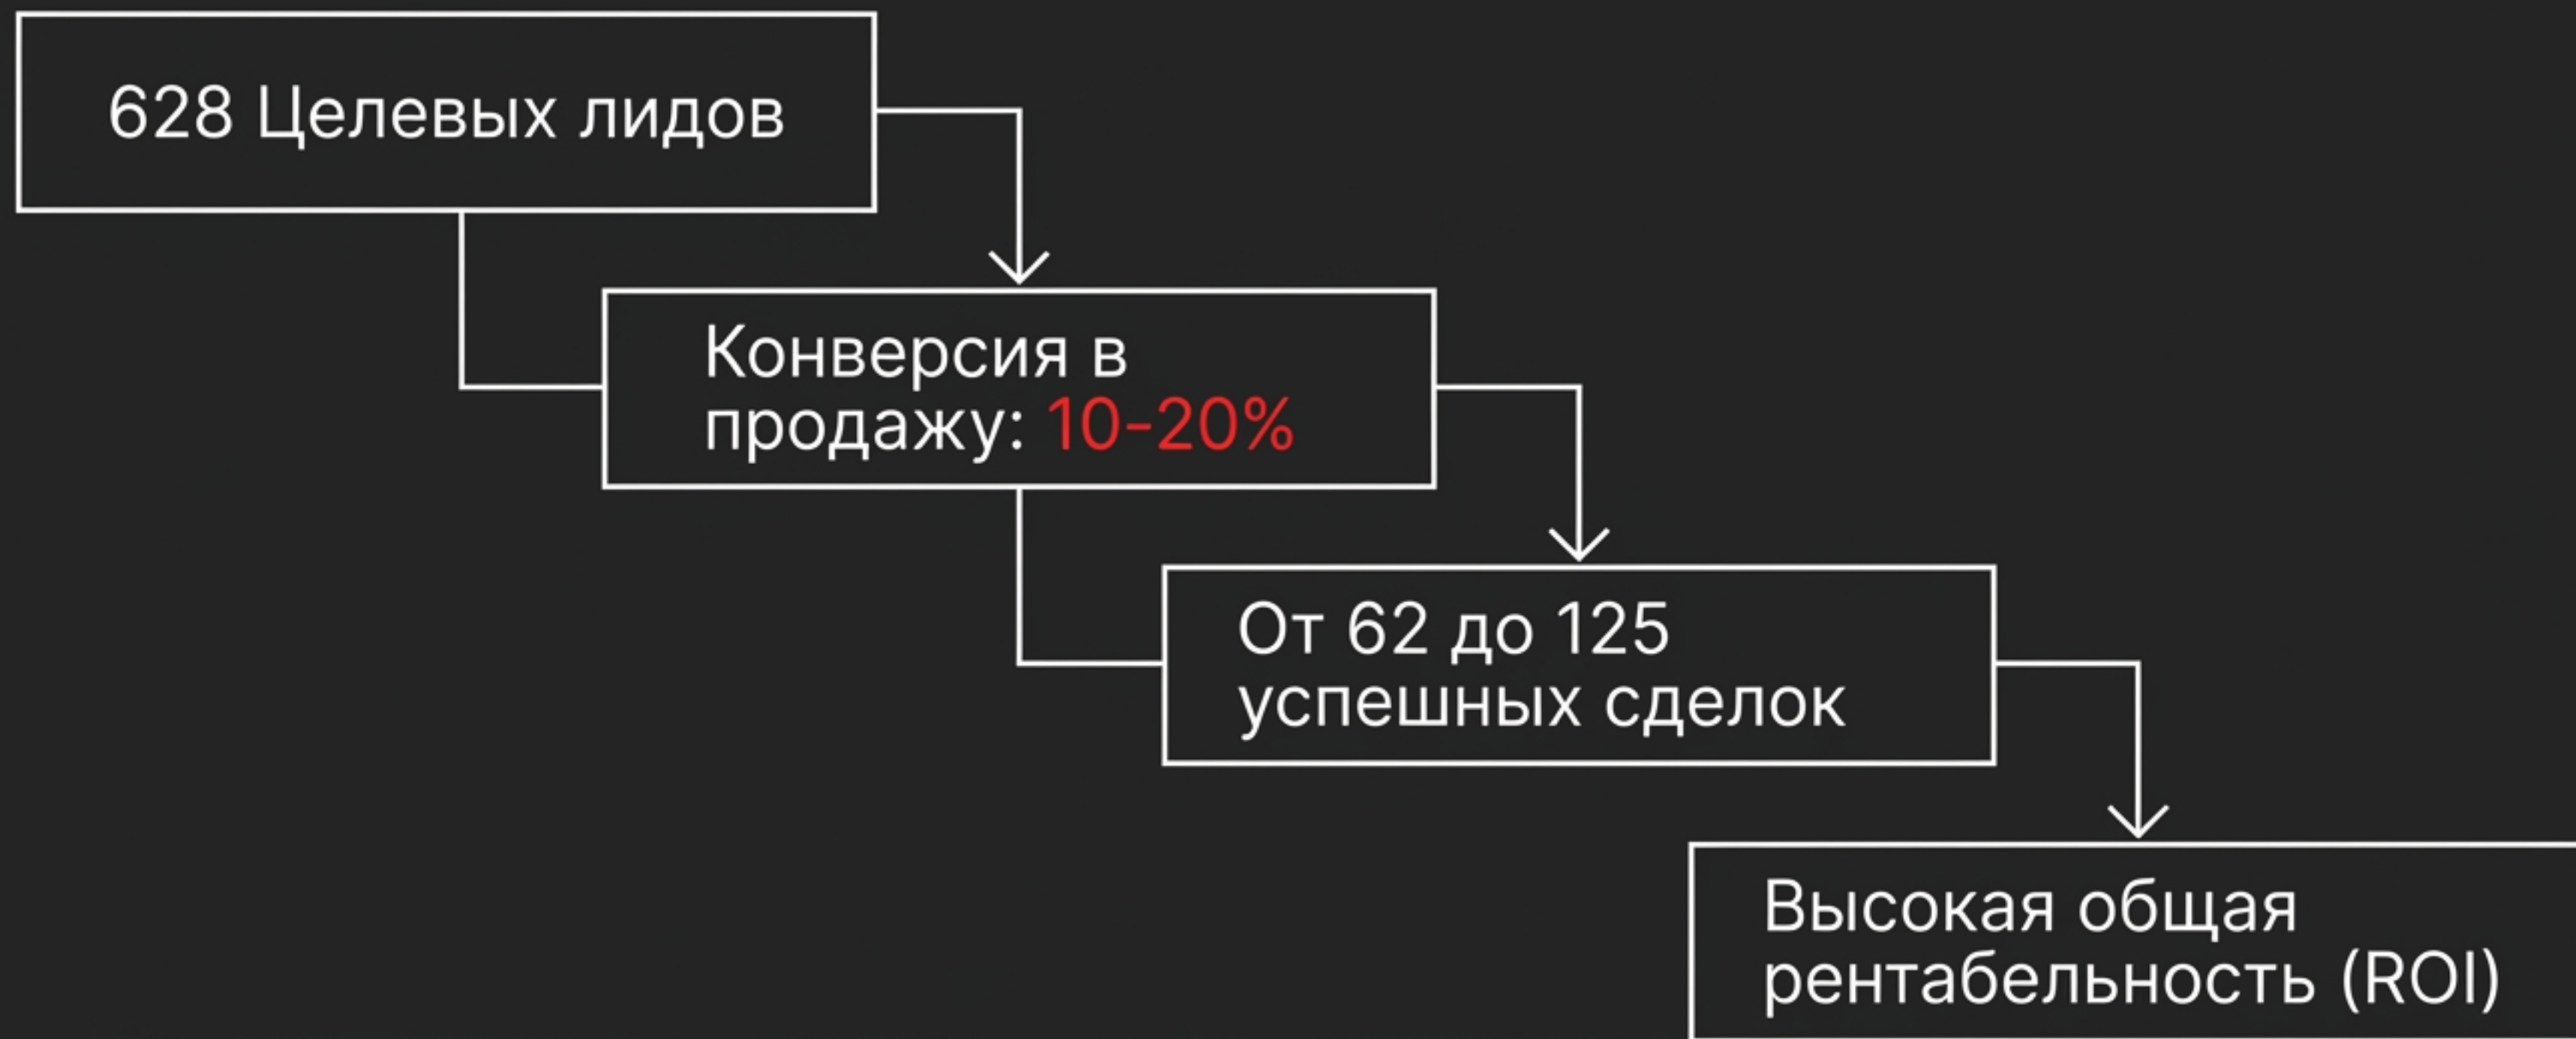 628 Целевых лидов
Конверсия в
продажу: 10-20%
От 62 до 125
успешных сделок
Высокая общая
рентабельность (ROI)